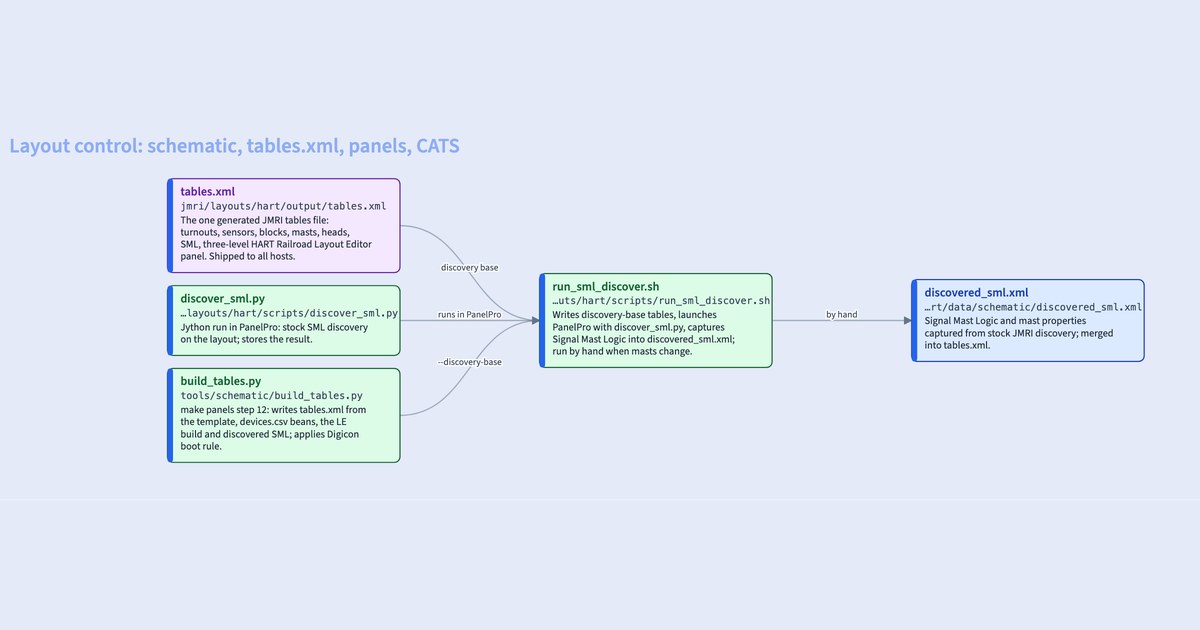 Layout control: schematic, tables.xml, panels, CATS
tables.xml
jmri/layouts/hart/output/tables.xml
The one generated JMRI tables file:
turnouts, sensors, blocks, masts, heads,
SML, three-level HART Railroad Layout Editor
panel. Shipped to all hosts.
discover_sml.py
…layouts/hart/scripts/discover_sml.py
Jython run in PanelPro: stock SML discovery
on the layout; stores the result.
build_tables.py
tools/schematic/build_tables.py
make panels step 12: writes tables.xml from
the template, devices.csv beans, the LE
build and discovered SML; applies Digicon
boot rule.
discovery base
runs in PanelPro
--discovery-base
run_sml_discover.sh
…uts/hart/scripts/run_sml_discover.sh
Writes discovery-base tables, launches
PanelPro with discover_sml.py, captures
Signal Mast Logic into discovered_sml.xml;
run by hand when masts change.
by hand
discovered_sml.xml
…rt/data/schematic/discovered_sml.xml
Signal Mast Logic and mast properties
captured from stock JMRI discovery; merged
into tables.xml.